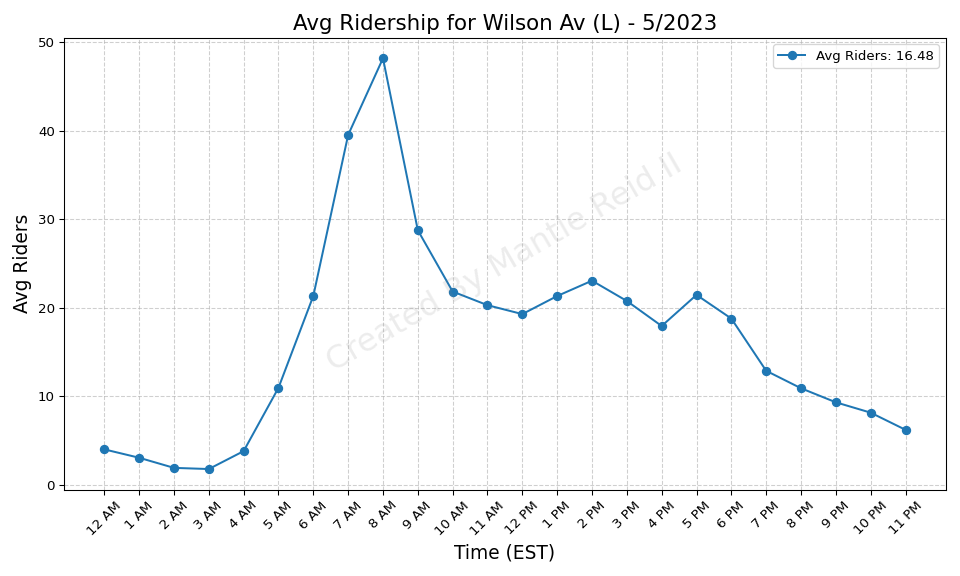 Avg Ridership for Wilson Av (L) - 5/2023
Avg Riders: 16.48
50
40
30
20
10
0
Avg Riders
Created By Mantle Reid II
12 AM
1 AM
2 AM
3 AM
4 AM
5 AM
6 AM
7 AM
8 AM
9 AM
10 AM
11 AM
12 PM
1 PM
2 PM
3 PM
4 PM
5 PM
6 PM
7 PM
8 PM
9 PM
10 PM
11 PM
Time (EST)